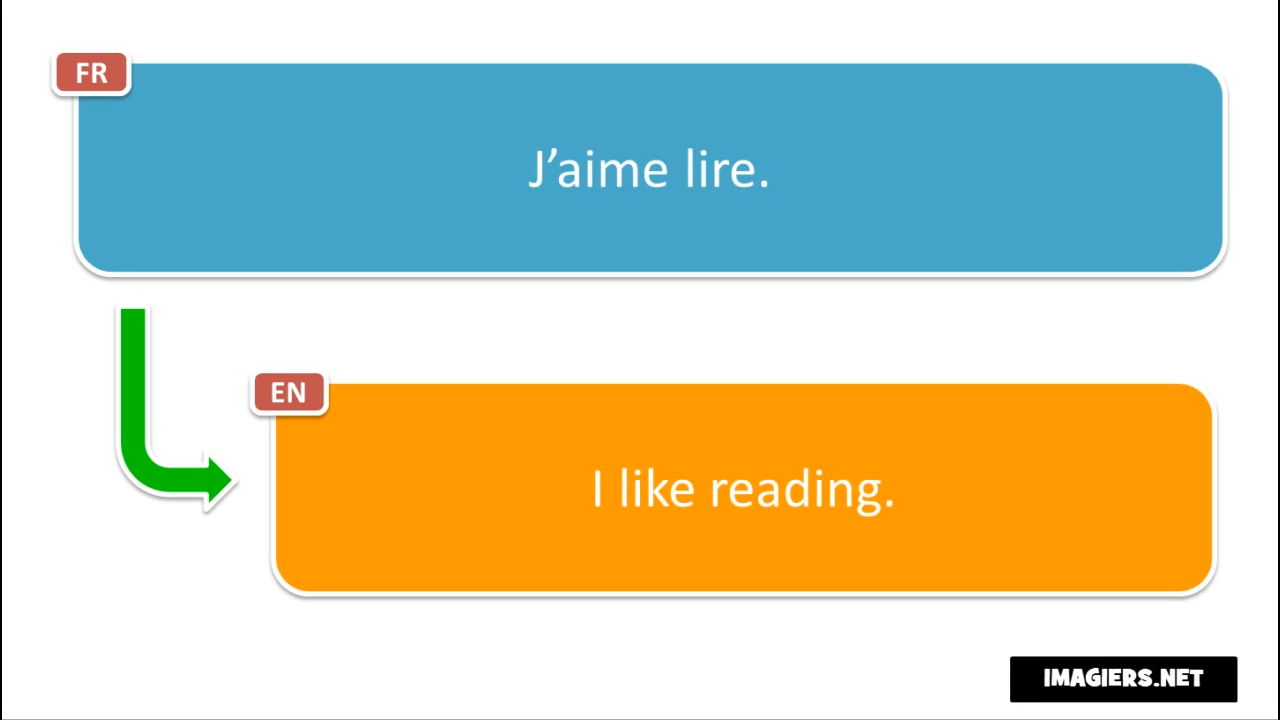 FR
J’aime lire.
EN
I like reading.
IMAGIERS.NET